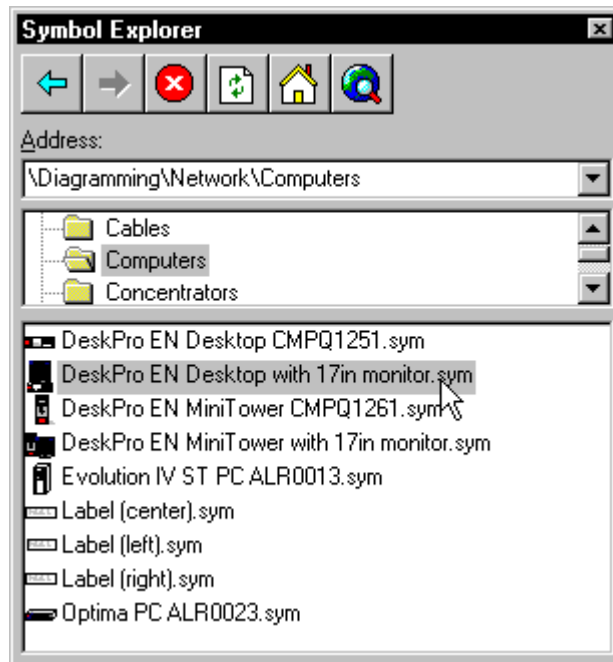 Symbol Explorer
Address:
\Diagramming\Network\Computers
Cables
Computers
Concentrators
DeskPro EN Desktop CMPQ1251.sym
DeskPro EN Desktop with 17in monitor.sym
DeskPro EN MiniTower CMPQ1261.sym
DeskPro EN MiniTower with 17in monitor.sym
Evolution IV ST PC ALR0013.sym
Label (center).sym
Label (left).sym
Label (right).sym
Optima PC ALR0023.sym